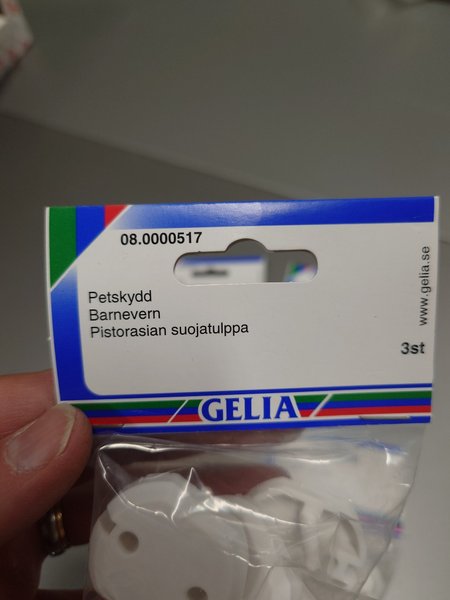 08.0000517
Petskydd
Barnevern
Pistorasian suojatulppa
www.gelia.se
3st
GELIA